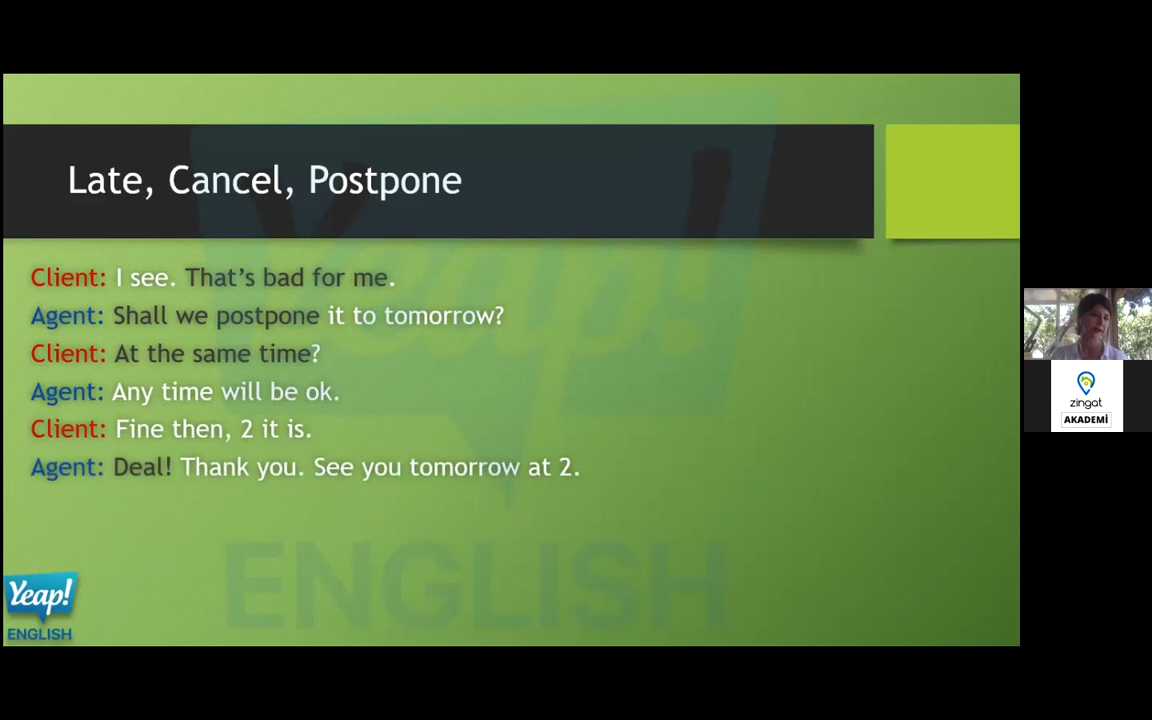 Late, Cancel, Postpone
Client: I see. That's bad for me.
Agent: Shall we postpone it to tomorrow?
Client: At the same time?
Agent: Any time will be ok.
Client: Fine then, 2 it is.
Agent: Deal! Thank you. See you tomorrow at 2.
Yeap!
ENGLISH
Yeap!
ENGLISH
zingat
AKADEMİ